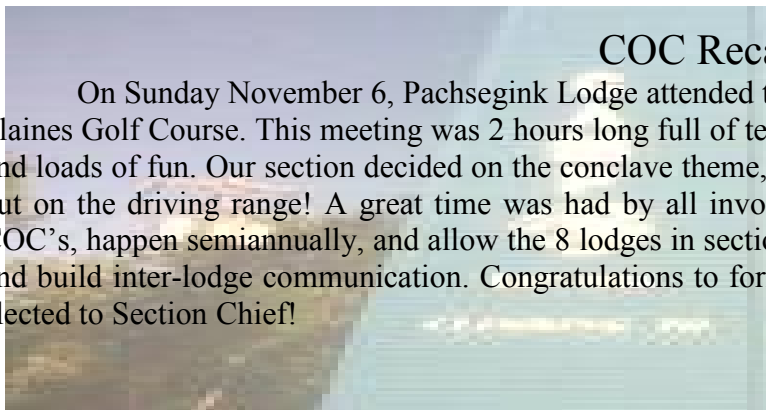 COC Reca
On Sunday November 6, Pachsegink Lodge attended t
laines Golf Course. This meeting was 2 hours long full of te
nd loads of fun. Our section decided on the conclave theme,
ut on the driving range! A great time was had by all invo
COC's, happen semiannually, and allow the 8 lodges in sectio
nd build inter-lodge communication. Congratulations to for
lected to Section Chief!